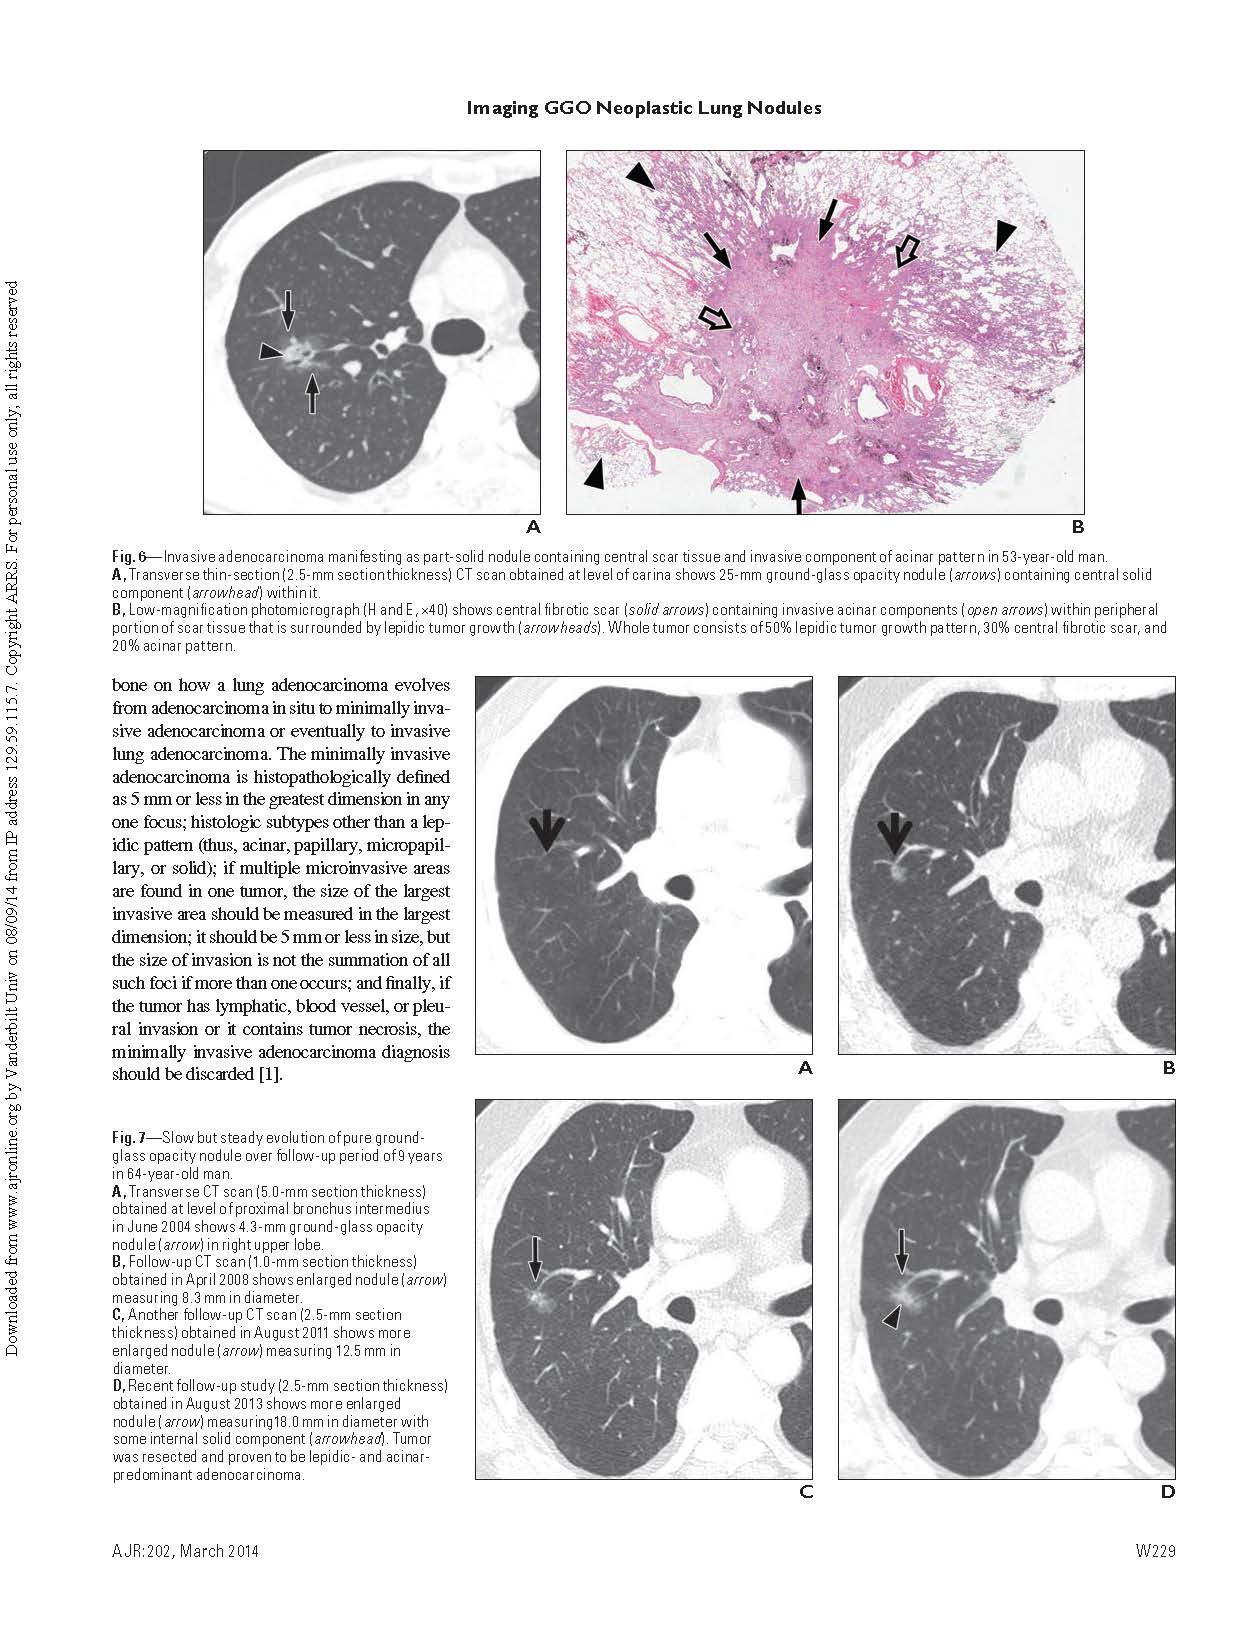 Imaging GGO Neoplastic Lung Nodules
A
B
Fig. 6—Invasive adenocarcinoma manifesting as part-solid nodule containing central scar tissue and invasive component of acinar pattern in 53-year-old man.
A, Transverse thin-section (2.5-mm section thickness) CT scan obtained at level of carina shows 25-mm ground-glass opacity nodule (arrows) containing central solid
component (arrowhead) within it.
B, Low-magnification photomicrograph (H and E, ×40) shows central fibrotic scar (solid arrows) containing invasive acinar components (open arrows) within peripheral
portion of scar tissue that is surrounded by lepidic tumor growth (arrowheads). Whole tumor consists of 50% lepidic tumor growth pattern, 30% central fibrotic scar, and
20% acinar pattern.
bone on how a lung adenocarcinoma evolves
from adenocarcinoma in situ to minimally inva-
sive adenocarcinoma or eventually to invasive
lung adenocarcinoma. The minimally invasive
adenocarcinoma is histopathologically defined
as 5 mm or less in the greatest dimension in any
one focus; histologic subtypes other than a lep-
idic pattern (thus, acinar, papillary, micropapil-
lary, or solid); if multiple microinvasive areas
are found in one tumor, the size of the largest
invasive area should be measured in the largest
dimension; it should be 5 mm or less in size, but
the size of invasion is not the summation of all
such foci if more than one occurs; and finally, if
the tumor has lymphatic, blood vessel, or pleu-
ral invasion or it contains tumor necrosis, the
minimally invasive adenocarcinoma diagnosis
should be discarded [1].
A
B
Fig. 7—Slow but steady evolution of pure ground-
glass opacity nodule over follow-up period of 9 years
in 64-year-old man.
A, Transverse CT scan (5.0-mm section thickness)
obtained at level of proximal bronchus intermedius
in June 2004 shows 4.3-mm ground-glass opacity
nodule (arrow) in right upper lobe.
B, Follow-up CT scan (1.0-mm section thickness)
obtained in April 2008 shows enlarged nodule (arrow)
measuring 8.3 mm in diameter.
C, Another follow-up CT scan (2.5-mm section
thickness) obtained in August 2011 shows more
enlarged nodule (arrow) measuring 12.5 mm in
diameter.
D, Recent follow-up study (2.5-mm section thickness)
obtained in August 2013 shows more enlarged
nodule (arrow) measuring18.0 mm in diameter with
some internal solid component (arrowhead). Tumor
was resected and proven to be lepidic- and acinar-
predominant adenocarcinoma.
C
D
AJR:202, March 2014
W229
Downloaded from www.ajronline.org by Vanderbilt Univ on 08/09/14 from IP address 129.59.115.7. Copyright ARRS. For personal use only; all rights reserved